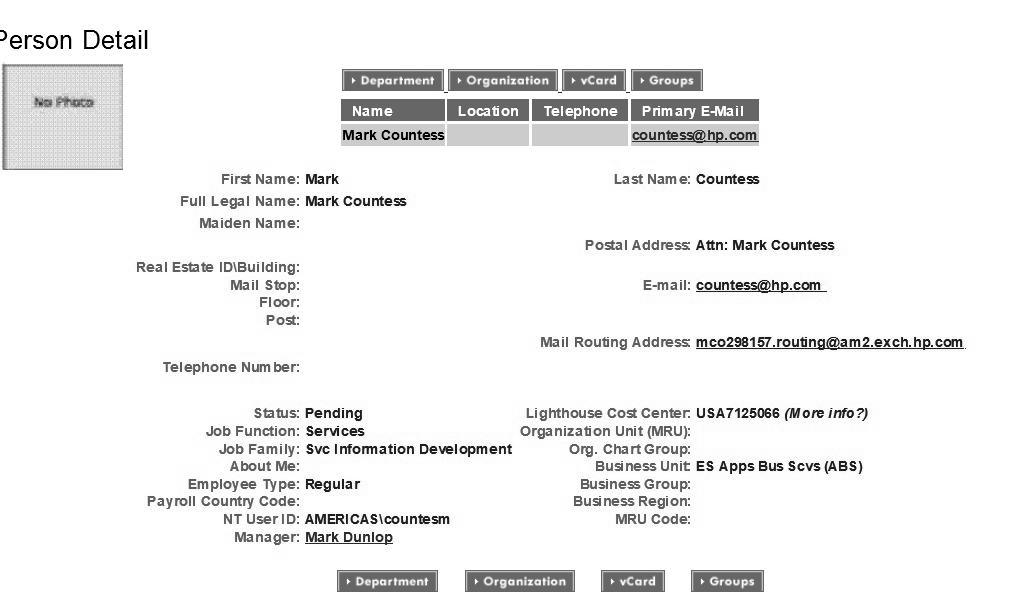 Person Detail
No Photo
Department Organization vCard Groups
Name Location Telephone Primary E-Mail
Mark Countess countess@hp.com
First Name: Mark Last Name: Countess
Full Legal Name: Mark Countess
Maiden Name:
Postal Address: Attn: Mark Countess
Real Estate ID\Building:
Mail Stop: E-mail: countess@hp.com
Floor:
Post:
Mail Routing Address: mco298157.routing@am2.exch.hp.com
Telephone Number:
Status: Pending Lighthouse Cost Center: USA7125066 (More info?)
Job Function: Services Organization Unit (MRU):
Job Family: Svc Information Development Org. Chart Group:
About Me: Business Unit: ES Apps Bus Scvs (ABS)
Employee Type: Regular Business Group:
Payroll Country Code: Business Region:
NT User ID: AMERICAS\countesm MRU Code:
Manager: Mark Dunlop
Department Organization vCard Groups